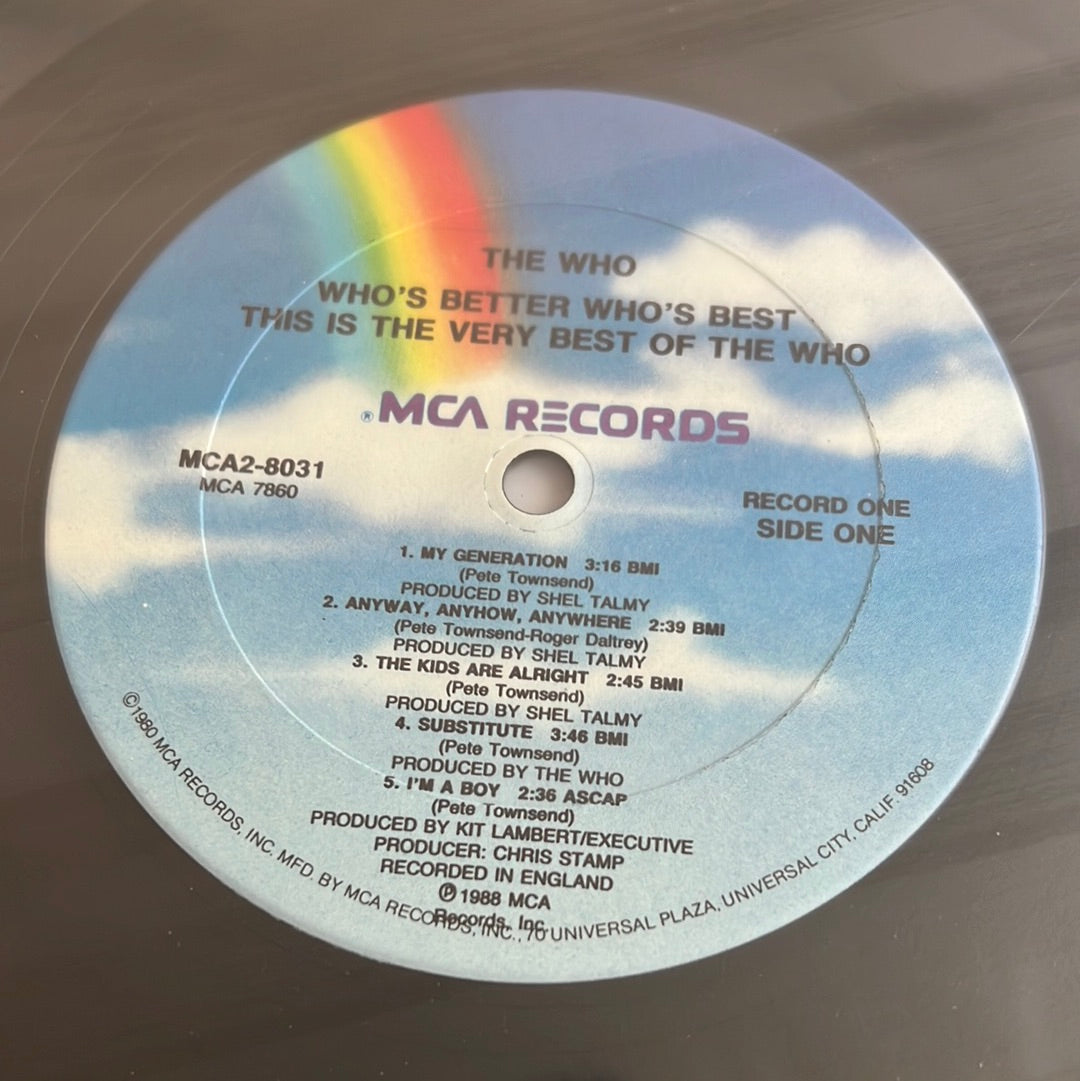 THE WHO
WHO'S BETTER WHO'S BEST
THIS IS THE VERY BEST OF THE WHO
®MCA RECORDS
MCA2-8031
MCA 7860
RECORD ONE
SIDE ONE
1. MY GENERATION 3:16 BMI
(Pete Townsend)
PRODUCED BY SHEL TALMY
2. ANYWAY, ANYHOW, ANYWHERE 2:39 BMI
(Pete Townsend-Roger Daltrey)
PRODUCED BY SHEL TALMY
3. THE KIDS ARE ALRIGHT 2:45 BMI
(Pete Townsend)
PRODUCED BY SHEL TALMY
4. SUBSTITUTE 3:46 BMI
(Pete Townsend)
PRODUCED BY THE WHO
5. I'M A BOY 2:36 ASCAP
(Pete Townsend)
PRODUCED BY KIT LAMBERT/EXECUTIVE
PRODUCER: CHRIS STAMP
RECORDED IN ENGLAND
℗ 1988 MCA
Records, Inc.
©1980 MCA RECORDS, INC. MFD. BY MCA RECORDS, INC., 70 UNIVERSAL PLAZA, UNIVERSAL CITY, CALIF. 91608